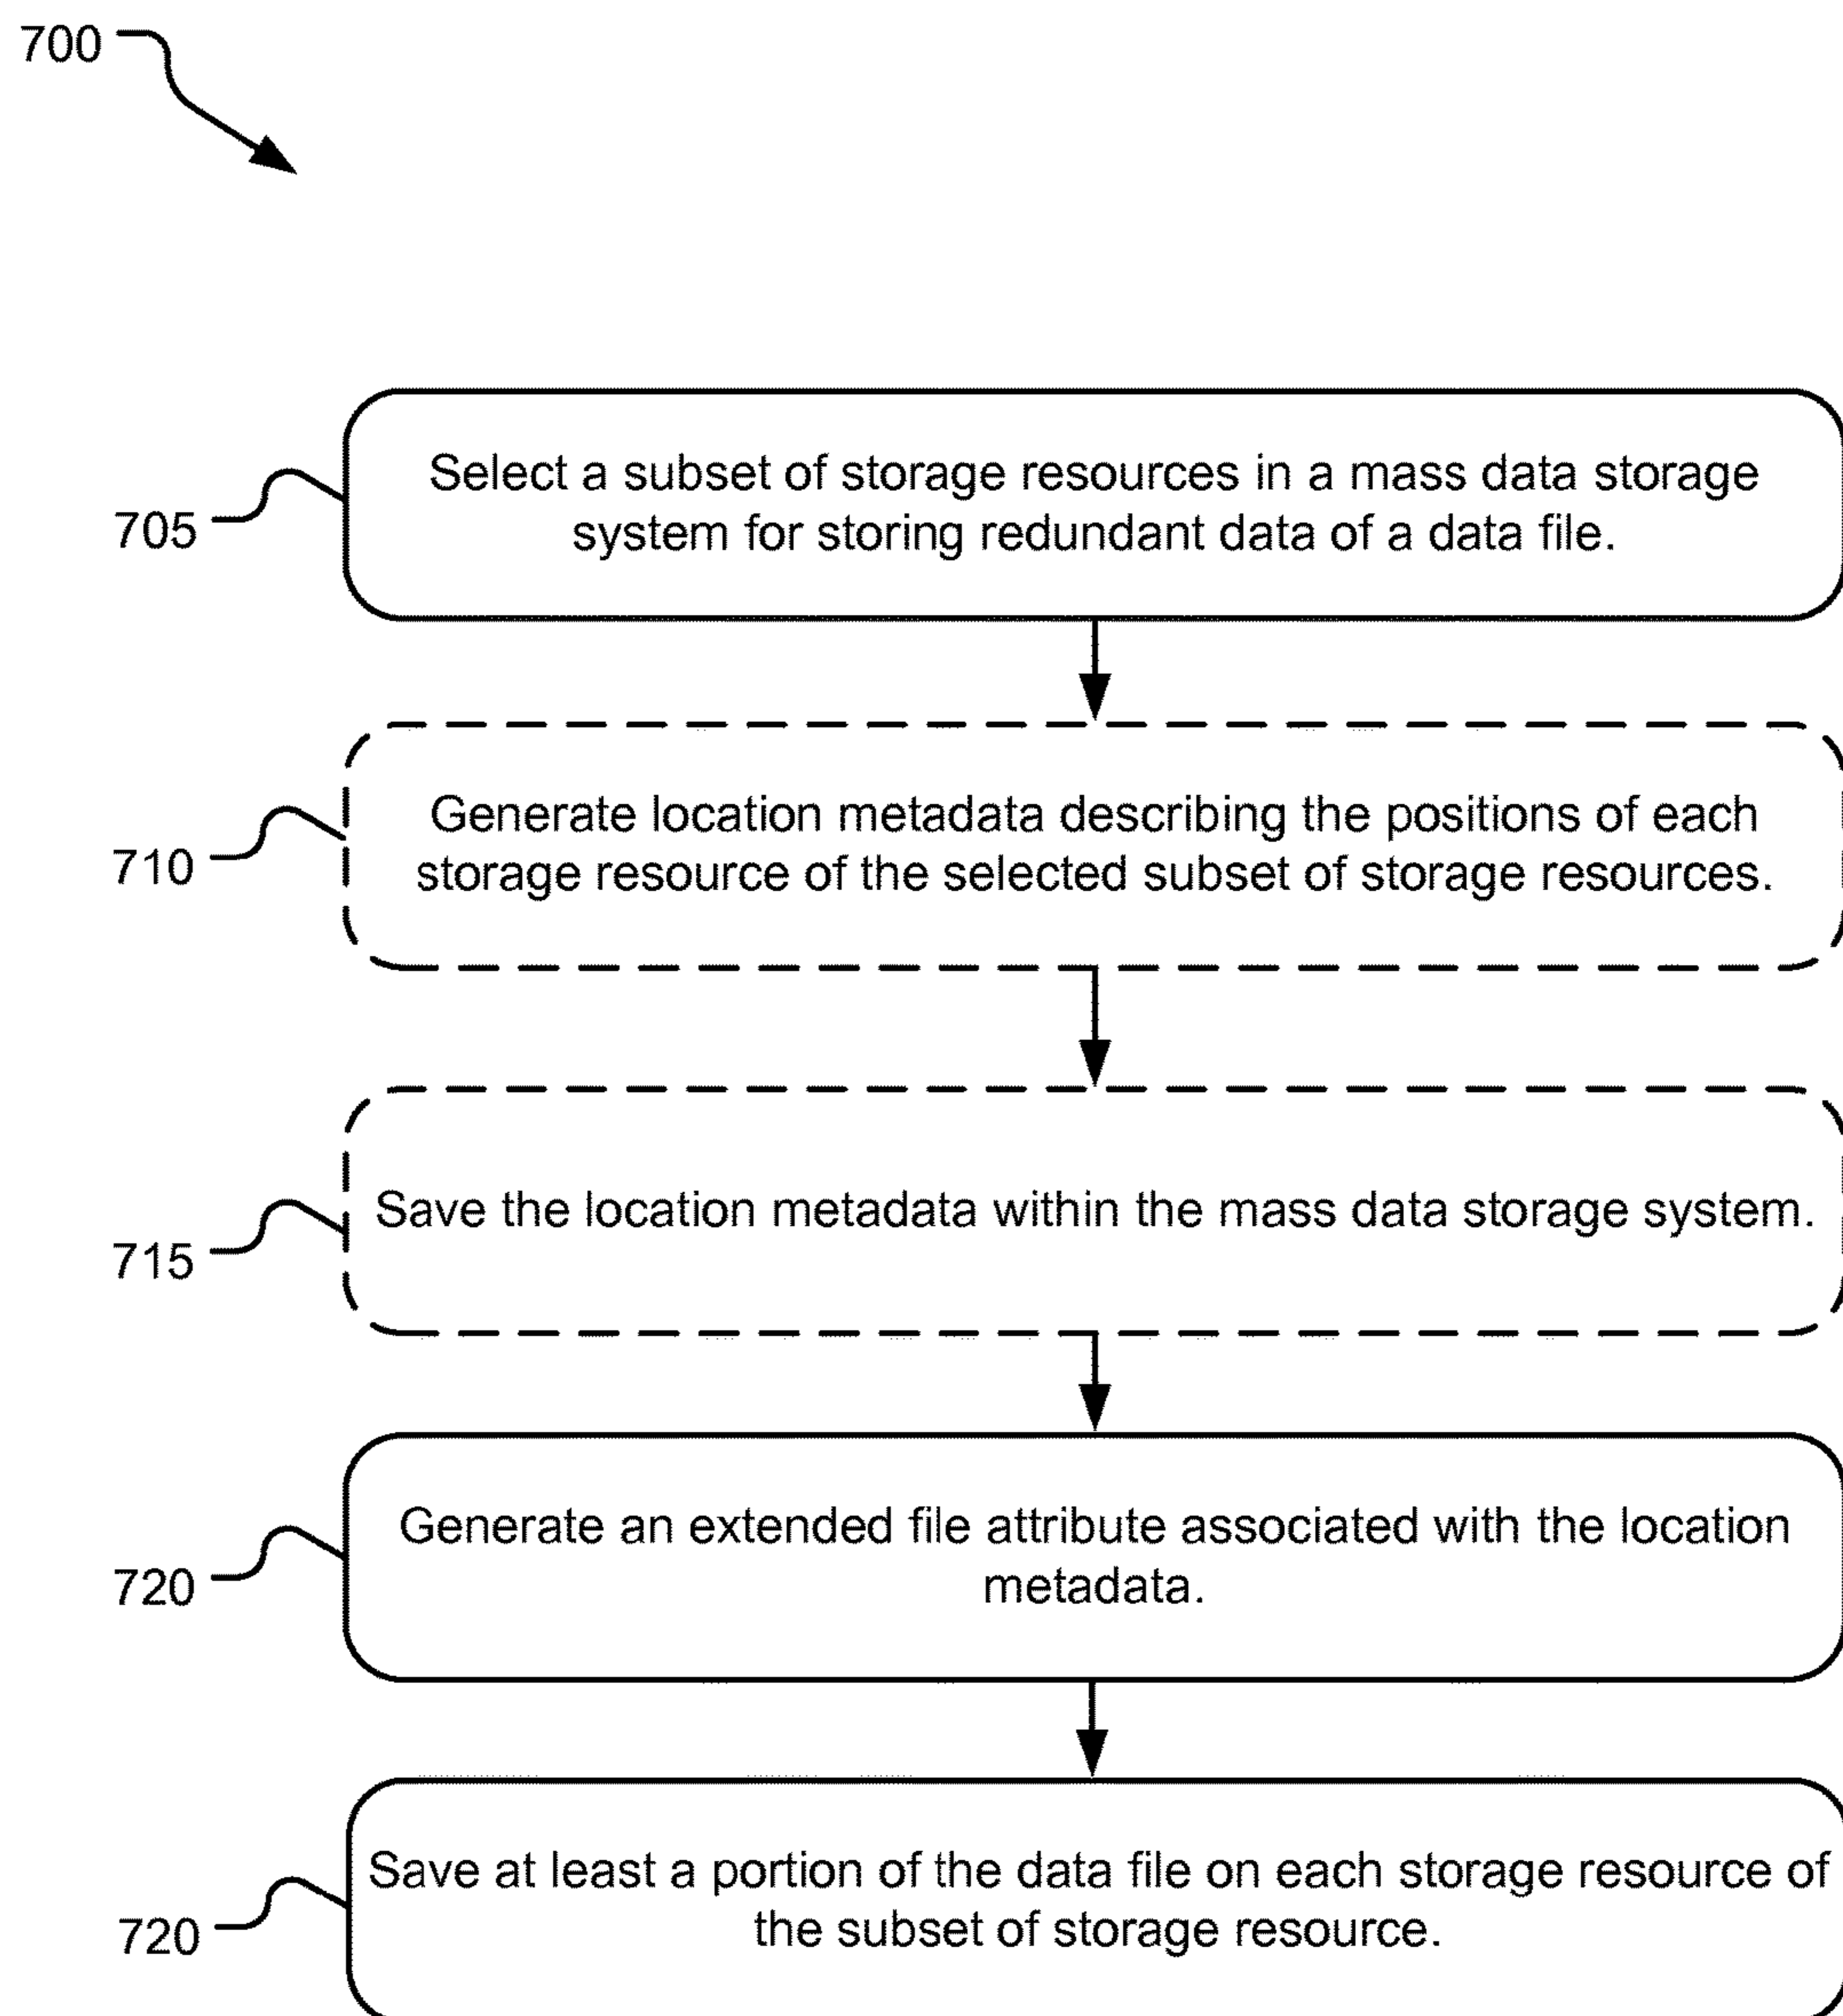 700
705
Select a subset of storage resources in a mass data storage
system for storing redundant data of a data file.
710
Generate location metadata describing the positions of each
storage resource of the selected subset of storage resources.
715
Save the location metadata within the mass data storage system.
720
Generate an extended file attribute associated with the location
metadata.
720
Save at least a portion of the data file on each storage resource of
the subset of storage resource.